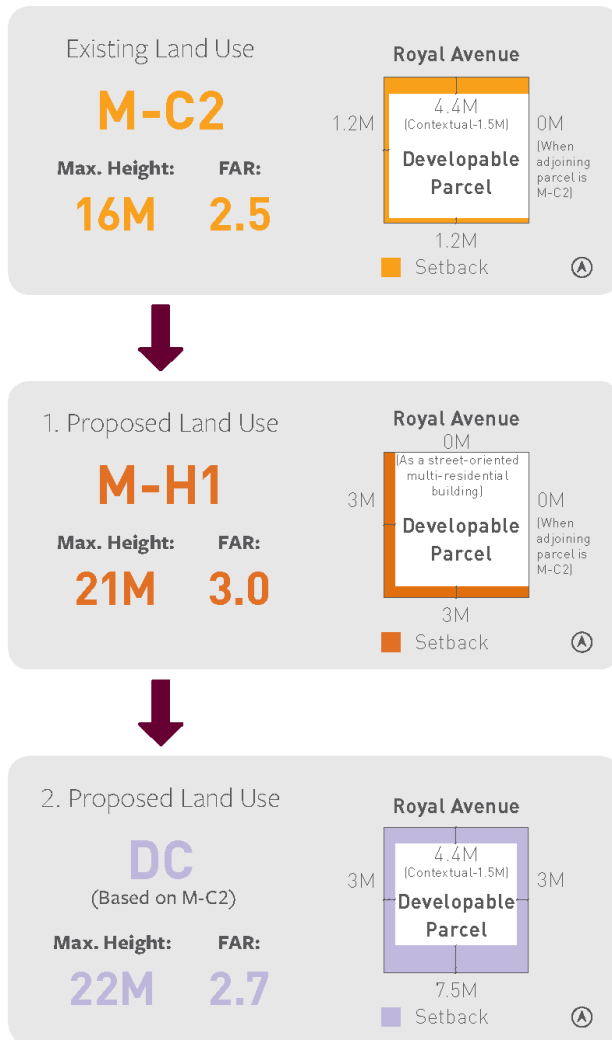 Existing Land Use
M-C2
Max. Height: FAR:
16M 2.5
Royal Avenue
4.4M
(Contextual-1.5M)
1.2M
Developable
Parcel
0M
(When
adjoining
parcel is
M-C2)
1.2M
Setback
1. Proposed Land Use
M-H1
Max. Height: FAR:
21M 3.0
Royal Avenue
0M
(As a street-oriented
multi-residential
building)
3M
Developable
Parcel
0M
(When
adjoining
parcel is
M-C2)
3M
Setback
2. Proposed Land Use
DC
(Based on M-C2)
Max. Height: FAR:
22M 2.7
Royal Avenue
4.4M
(Contextual-1.5M)
3M
Developable
Parcel
3M
7.5M
Setback